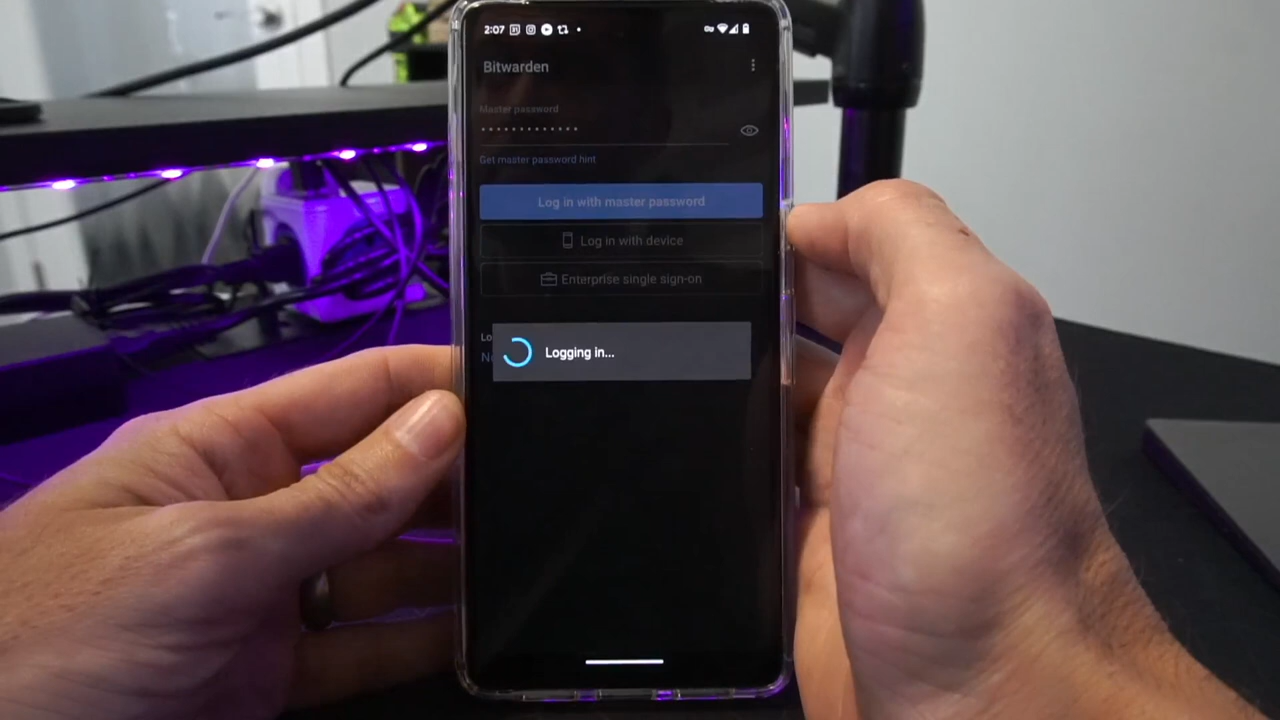 2:07
Bitwarden
Master password
•••••••••••••
Get master password hint
Log in with master password
Log in with device
Enterprise single sign-on
Lo
Logging in...